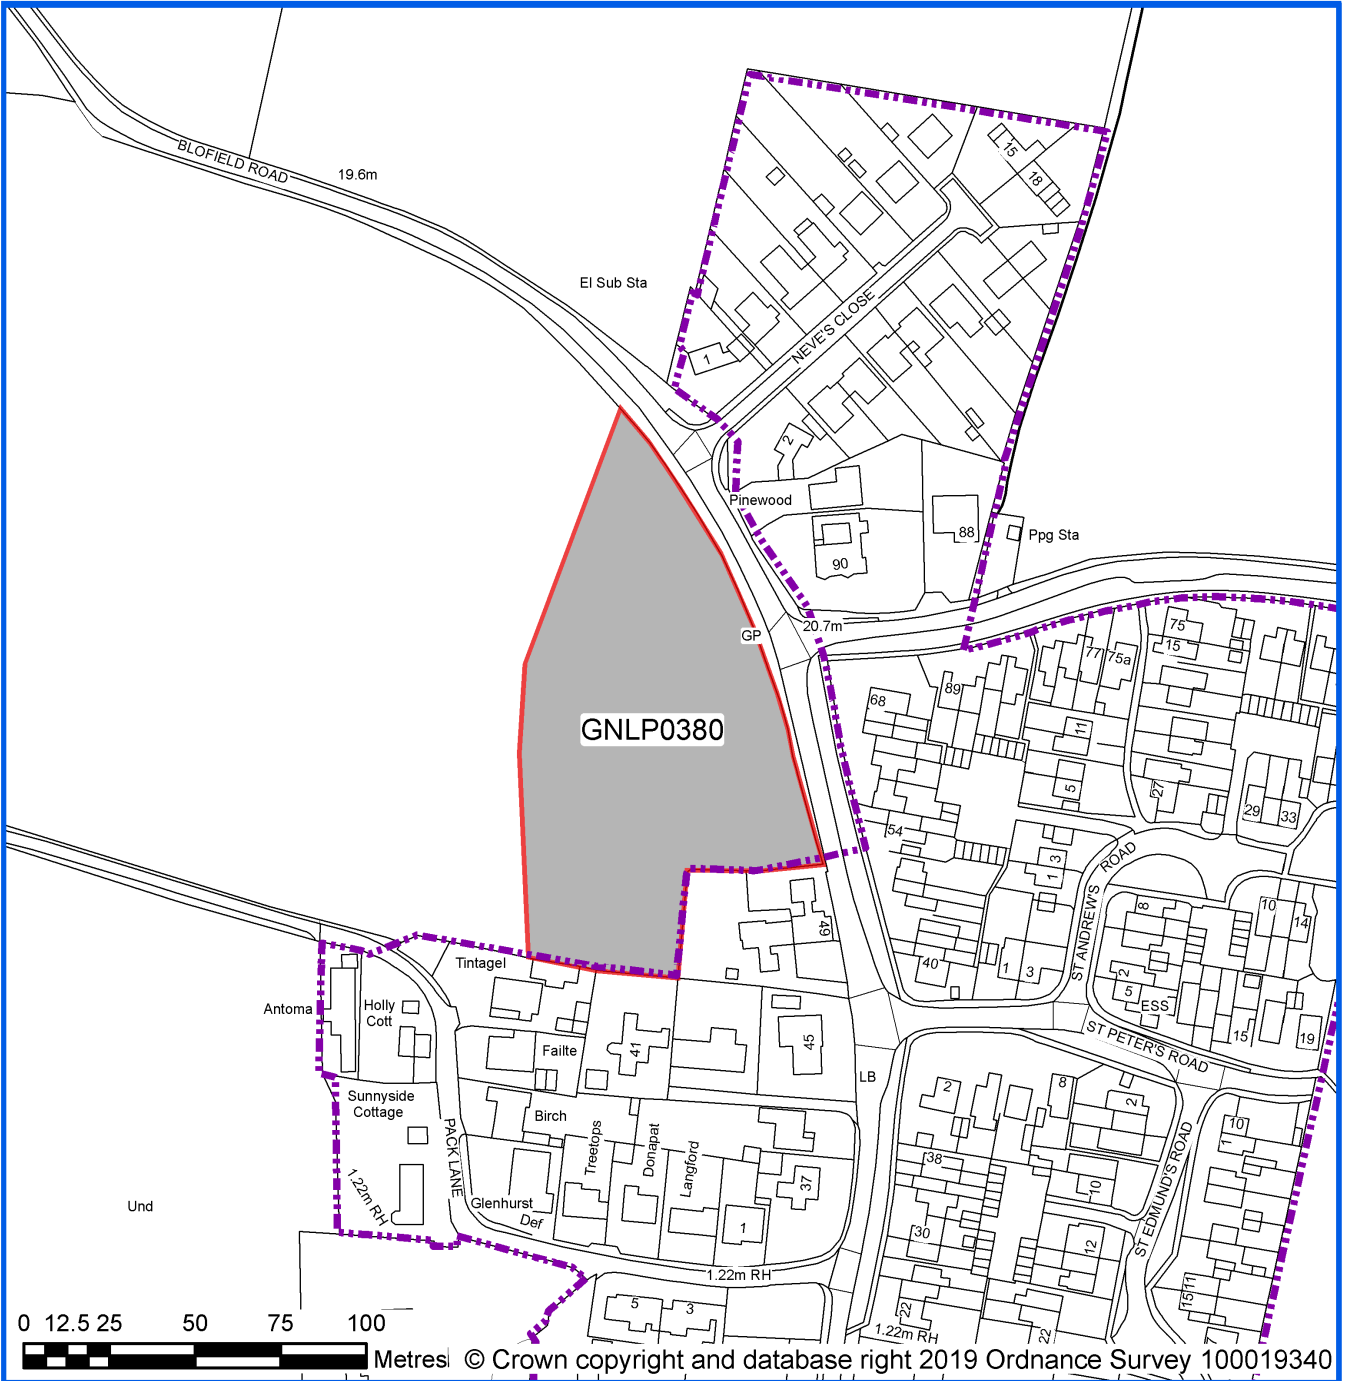 BLOFIELD ROAD
19.6m
El Sub Sta
15
18
NEVE'S CLOSE
1
2
Pinewood
90
88
Ppg Sta
GP
20.7m
GNLP0380
68
89
77
75a
75
15
11
5
27
29
33
54
3
1
ST ANDREW'S ROAD
8
10
14
49
40
1
3
2
5
ESS
15
19
ST PETER'S ROAD
Tintagel
Antoma
Holly
Cott
Failte
41
45
LB
Sunnyside
Cottage
PACK LANE
Birch
Treetops
Donapat
Langford
37
1
Glenhurst
Def
1.22m RH
Und
2
8
2
10
1
38
10
30
12
ST EDMUND'S ROAD
1.22m RH
5
3
22
1.22m RH
22
1511
7
0 12.5 25 50 75 100
Metres
© Crown copyright and database right 2019 Ordnance Survey 100019340